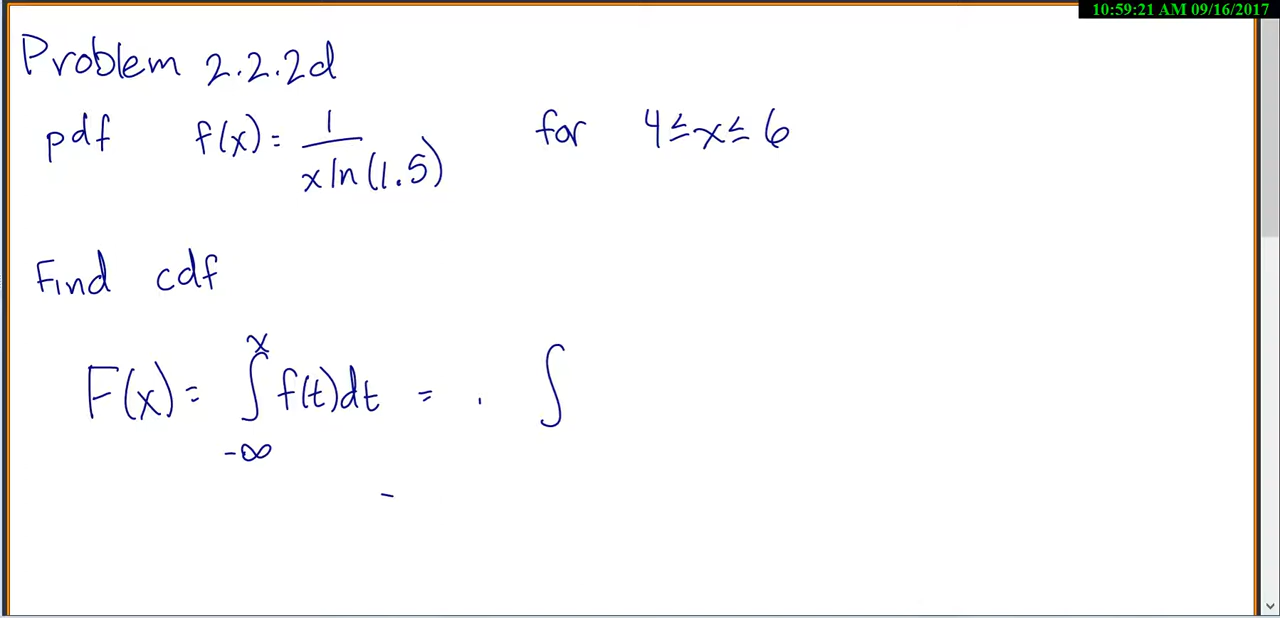 10:59:21 AM 09/16/2017
Problem 2.2.2d
pdf f(x) = 1/(x ln(1.5)) for 4 ≤ x ≤ 6
Find cdf
F(x) = ∫_{-∞}^{x} f(t)dt = . ∫
-